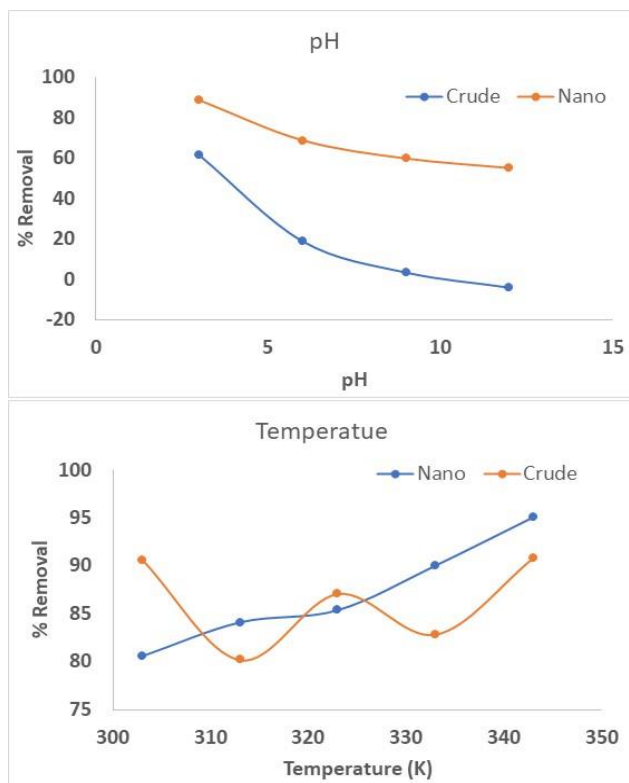 pH
100
80
60
40
20
0
-20
% Removal
Crude
Nano
0 5 10 15
pH
Temperatue
100
95
90
85
80
75
% Removal
Nano
Crude
300 310 320 330 340 350
Temperature (K)